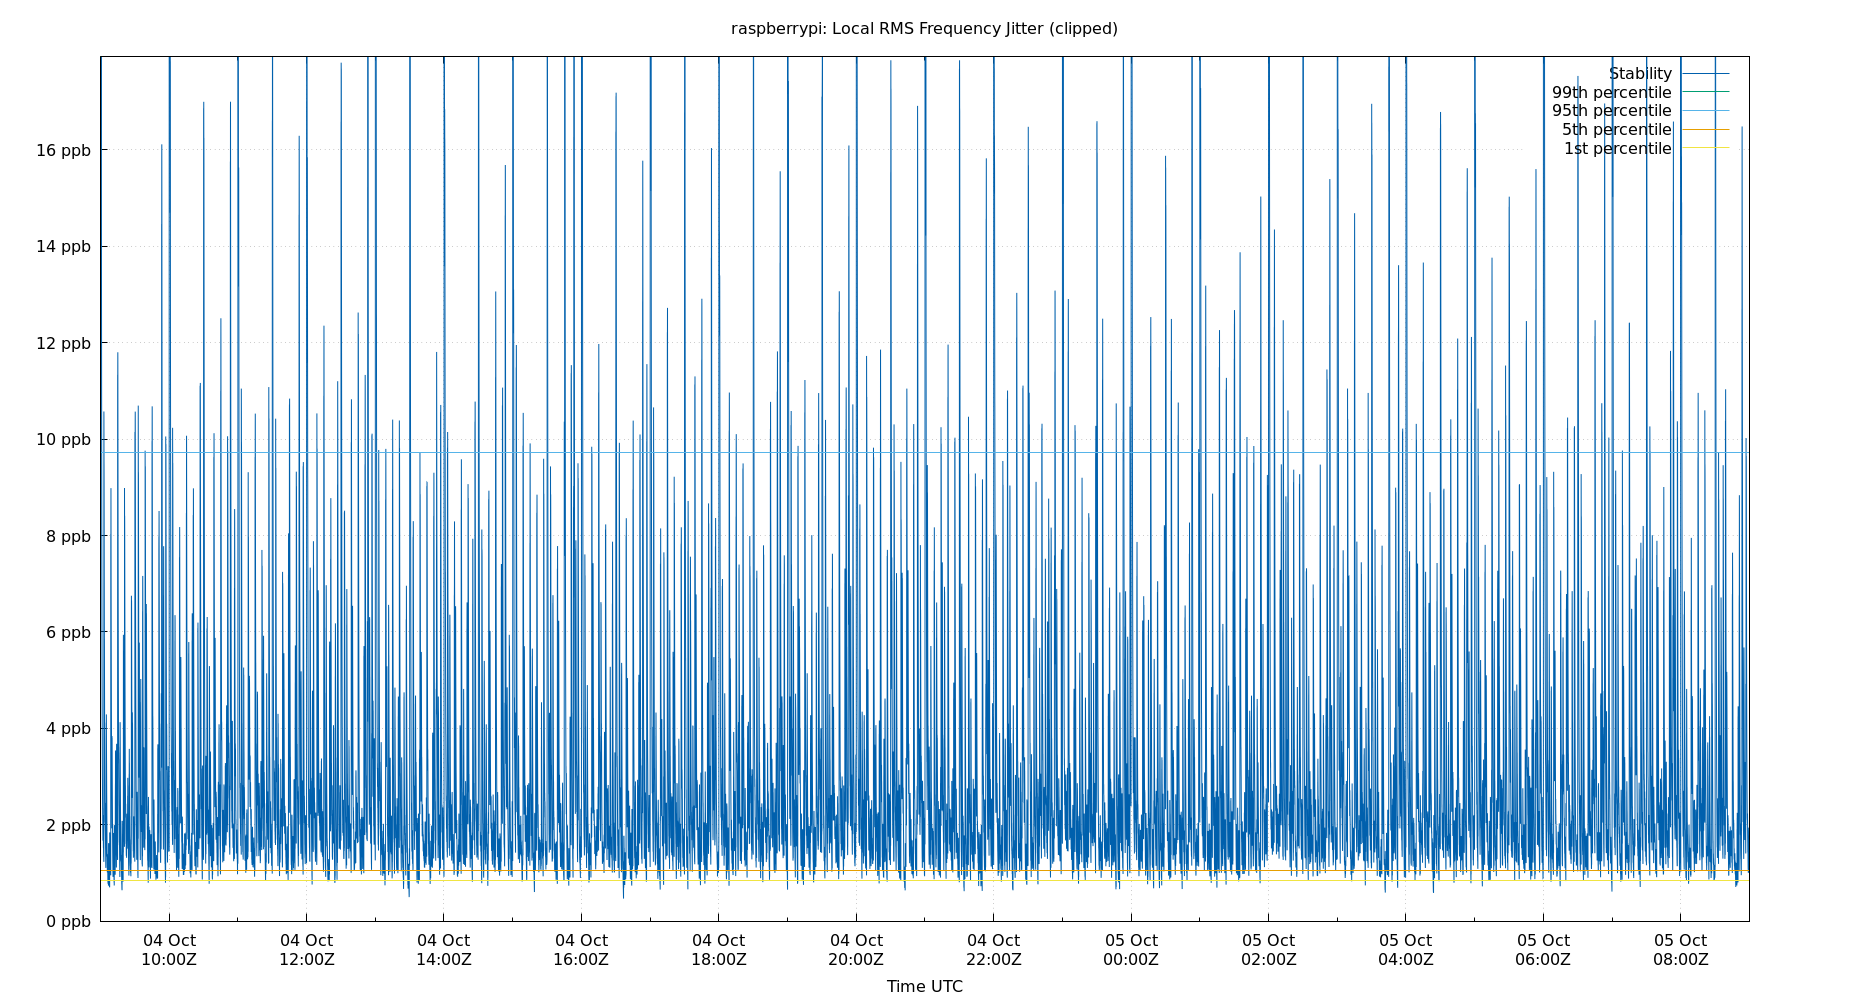 raspberrypi: Local RMS Frequency Jitter (clipped)
Stability
99th percentile
95th percentile
5th percentile
1st percentile
16 ppb
14 ppb
12 ppb
10 ppb
8 ppb
6 ppb
4 ppb
2 ppb
0 ppb
04 Oct 04 Oct 04 Oct 04 Oct 04 Oct 04 Oct 04 Oct 05 Oct 05 Oct 05 Oct 05 Oct 05 Oct
10:00Z 12:00Z 14:00Z 16:00Z 18:00Z 20:00Z 22:00Z 00:00Z 02:00Z 04:00Z 06:00Z 08:00Z
Time UTC